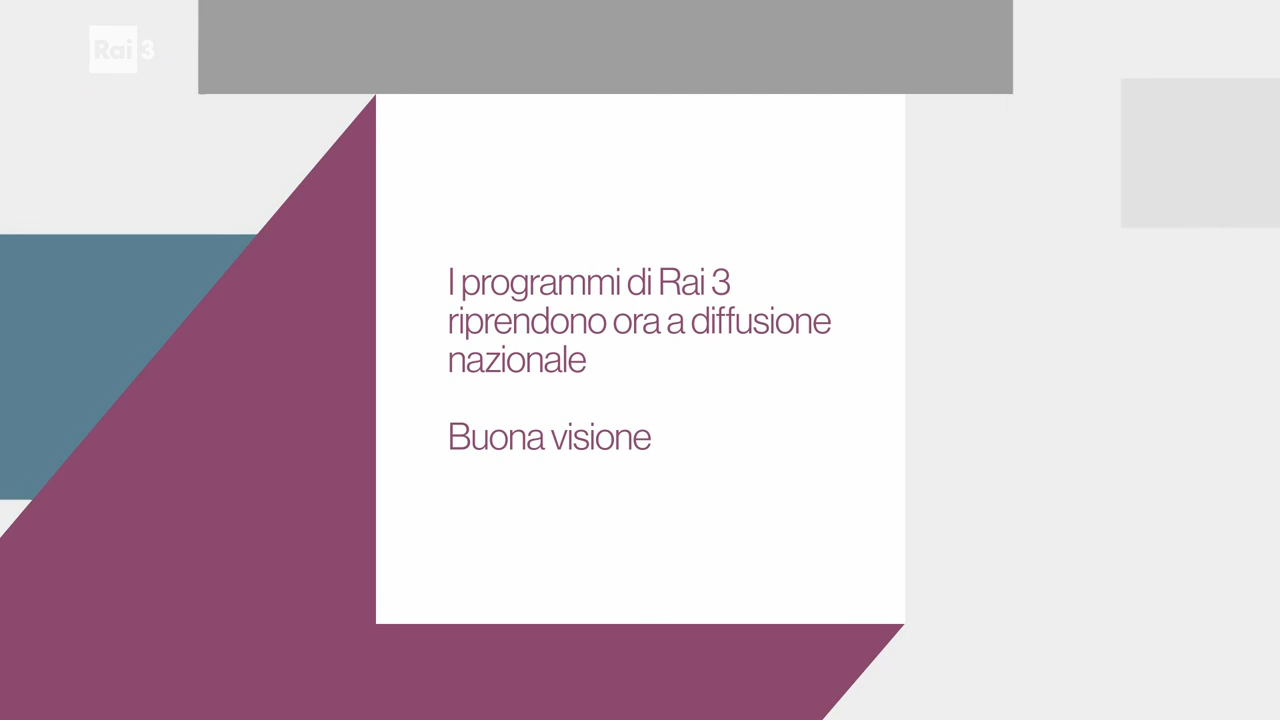 Rai 3
I programmi di Rai 3
riprendono ora a diffusione
nazionale
Buona visione